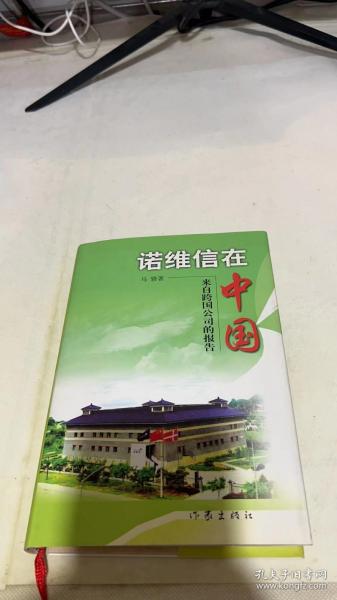 诺维信在
中国
来自跨国公司的报告
马骏著
作家出版社
孔夫子旧书网